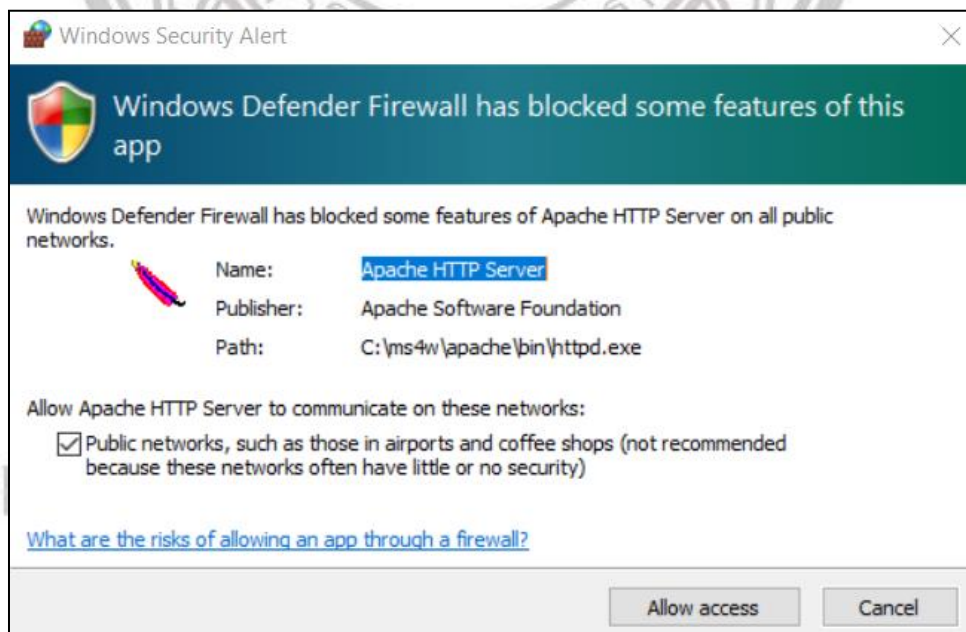 Windows Security Alert
Windows Defender Firewall has blocked some features of this
app
Windows Defender Firewall has blocked some features of Apache HTTP Server on all public
networks.
Name: Apache HTTP Server
Publisher: Apache Software Foundation
Path: C:\ms4w\apache\bin\httpd.exe
Allow Apache HTTP Server to communicate on these networks:
Public networks, such as those in airports and coffee shops (not recommended
because these networks often have little or no security)
What are the risks of allowing an app through a firewall?
Allow access Cancel